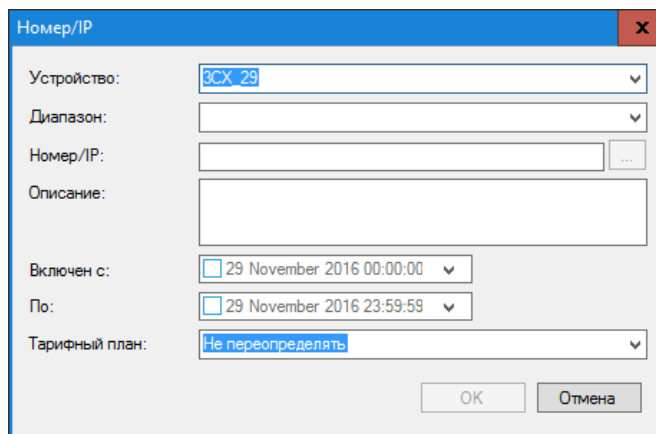 Номер/IP
x
Устройство: 3CX_29
Диапазон:
Номер/IP: ...
Описание:
Включен с: 29 November 2016 00:00:00
По: 29 November 2016 23:59:59
Тарифный план: Не переопределять
OK Отмена